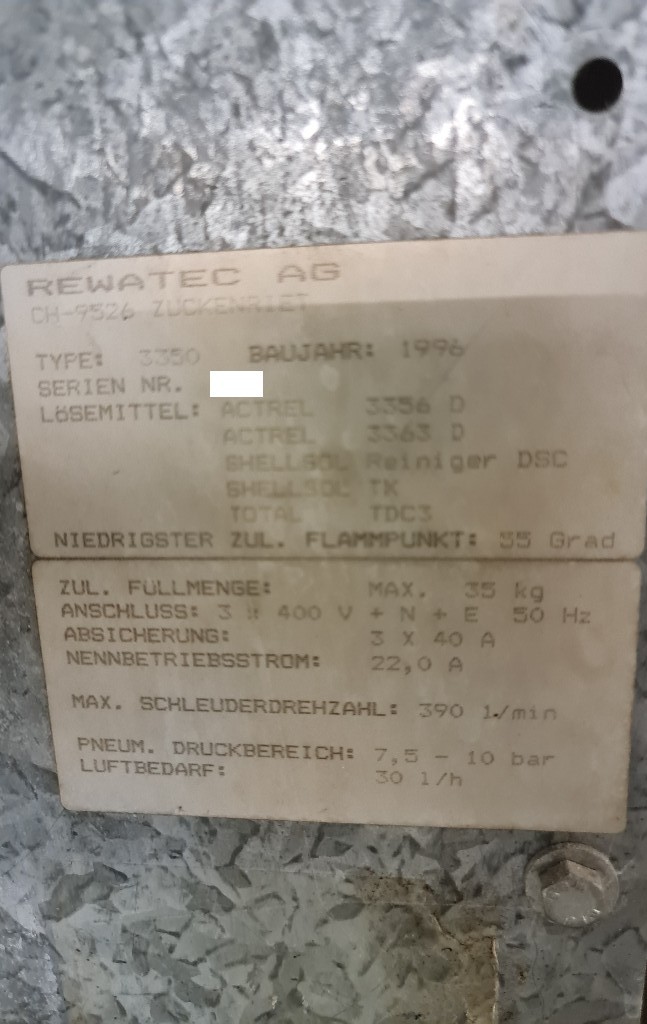 REWATEC AG
CH-9526 ZUCKENRIET
TYPE: 3350 BAUJAHR: 1996
SERIEN NR.
LÖSEMITTEL: ACTREL 3356 D
ACTREL 3363 D
SHELLSOL Reiniger DSC
SHELLSOL TK
TOTAL TDC3
NIEDRIGSTER ZUL. FLAMMPUNKT: 55 Grad
ZUL. FÜLLMENGE: MAX. 35 kg
ANSCHLUSS: 3 x 400 V + N + E 50 Hz
ABSICHERUNG: 3 X 40 A
NENNBETRIEBSSTROM: 22,0 A
MAX. SCHLEUDERDREHZAHL: 390 1/min
PNEUM. DRUCKBEREICH: 7,5 - 10 bar
LUFTBEDARF: 30 l/h